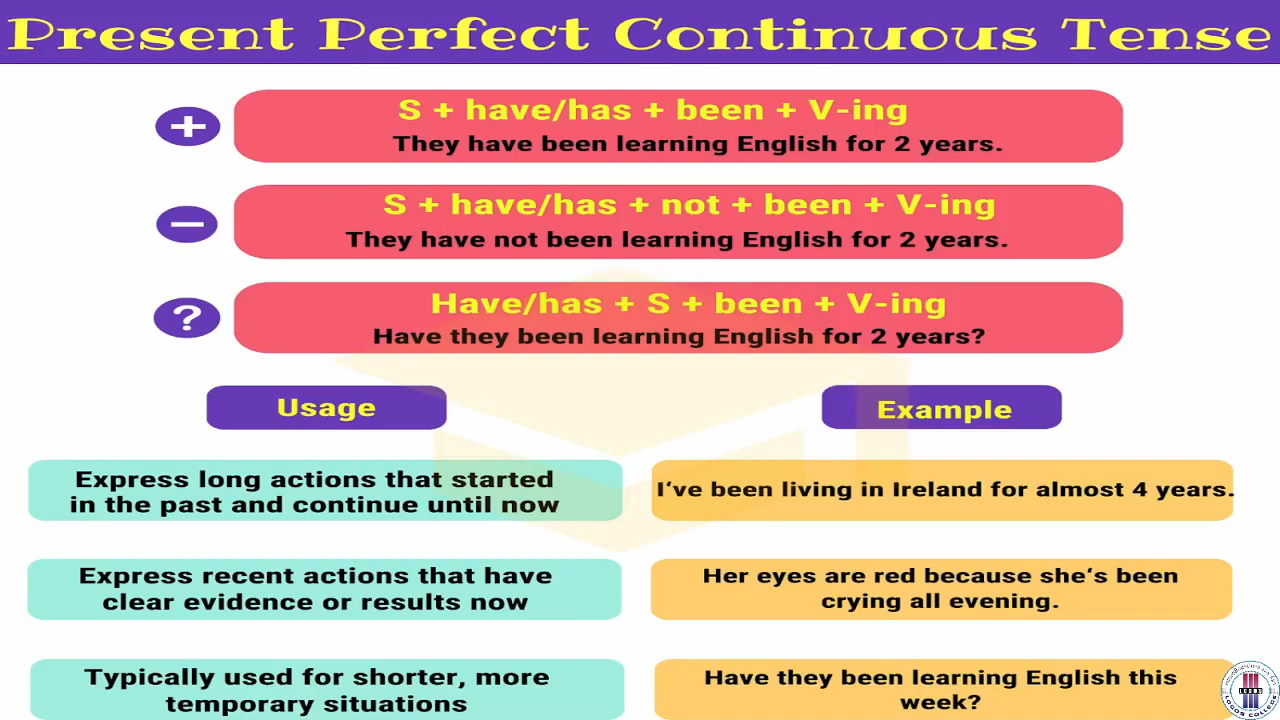 Present Perfect Continuous Tense
+
S + have/has + been + V-ing
They have been learning English for 2 years.
−
S + have/has + not + been + V-ing
They have not been learning English for 2 years.
?
Have/has + S + been + V-ing
Have they been learning English for 2 years?
Usage
Example
Express long actions that started
in the past and continue until now
I‘ve been living in Ireland for almost 4 years.
Express recent actions that have
clear evidence or results now
Her eyes are red because she‘s been
crying all evening.
Typically used for shorter, more
temporary situations
Have they been learning English this
week?
LOGOS
LOGOS COLLEGE